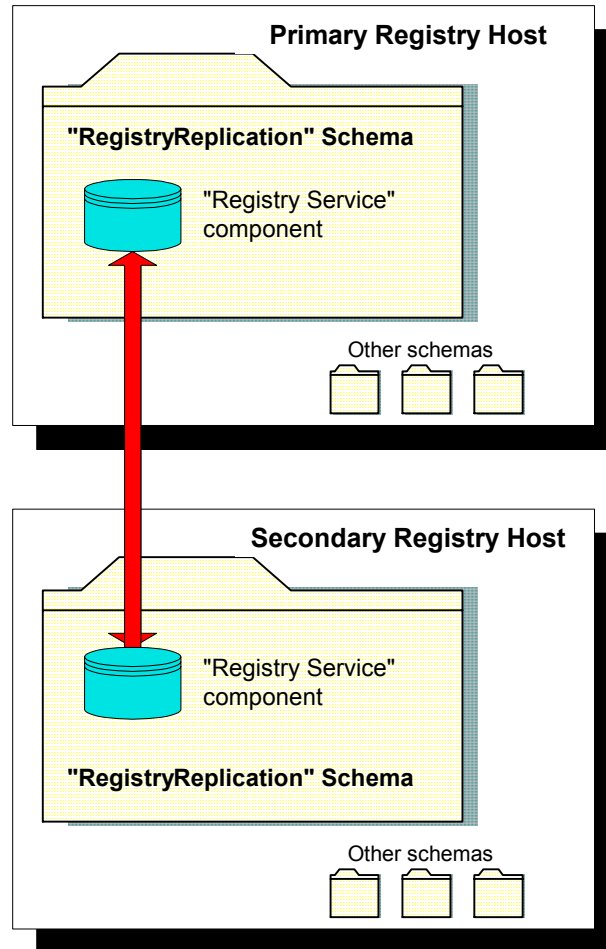 Primary Registry Host
"RegistryReplication" Schema
"Registry Service"
component
Other schemas
Secondary Registry Host
"Registry Service"
component
"RegistryReplication" Schema
Other schemas